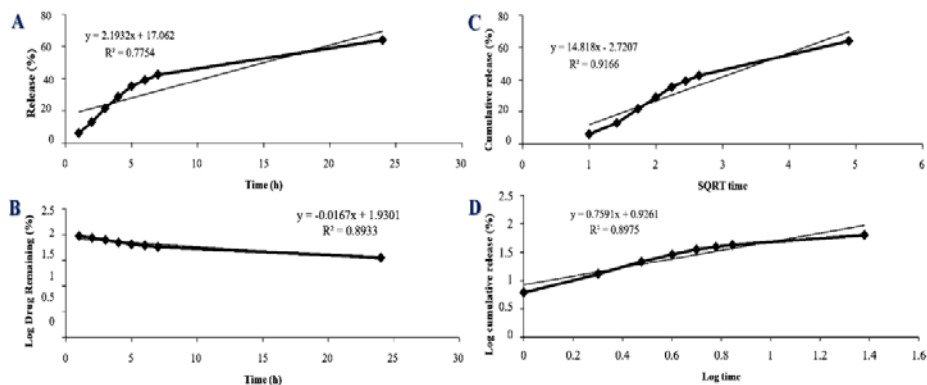 A
Release (%)
80
60
40
20
0
y = 2.1932x + 17.062
R² = 0.7754
0 5 10 15 20 25 30
Time (h)
C
Cumulative release (%)
80
60
40
20
0
y = 14.818x - 2.7207
R² = 0.9166
0 1 2 3 4 5 6
SQRT time
B
Log Drug Remaining (%)
2.5
2
1.5
1
0.5
0
y = -0.0167x + 1.9301
R² = 0.8933
0 5 10 15 20 25 30
Time (h)
D
Log cumulative release (%)
2.5
2
1.5
1
0.5
0
y = 0.7591x + 0.9261
R² = 0.8975
0 0.2 0.4 0.6 0.8 1 1.2 1.4 1.6
Log time